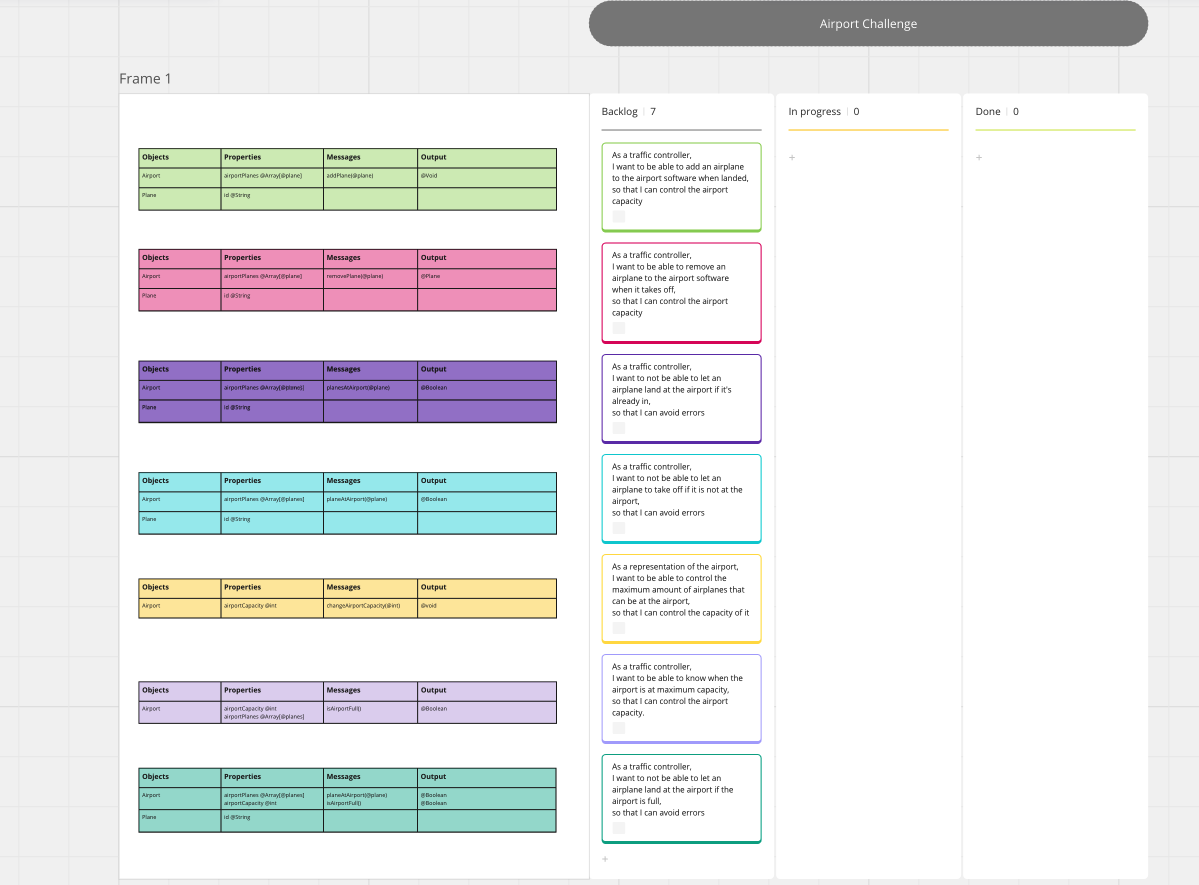 Airport Challenge
Frame 1
Objects Properties Messages Output
Airport airportPlanes @Array[@plane] addPlane(@plane) @Void
Plane id @String
Objects Properties Messages Output
Airport airportPlanes @Array[@plane] removePlane(@plane) @Plane
Plane id @String
Objects Properties Messages Output
Airport airportPlanes @Array[@plane] planesAtAirport(@plane) @Boolean
Plane id @String
Objects Properties Messages Output
Airport airportPlanes @Array[@planes] planeAtAirport(@plane) @Boolean
Plane id @String
Objects Properties Messages Output
Airport airportCapacity @int changeAirportCapacity(@int) @void
Objects Properties Messages Output
Airport airportCapacity @int isAirportFull() @Boolean
airportPlanes @Array[@planes]
Objects Properties Messages Output
Airport airportPlanes @Array[@planes] planeAtAirport(@plane) @Boolean
airportCapacity @int isAirportFull() @Boolean
Plane id @String
Backlog 7
As a traffic controller,
I want to be able to add an airplane
to the airport software when landed,
so that I can control the airport
capacity
As a traffic controller,
I want to be able to remove an
airplane to the airport software
when it takes off,
so that I can control the airport
capacity
As a traffic controller,
I want to not be able to let an
airplane land at the airport if it's
already in,
so that I can avoid errors
As a traffic controller,
I want to not be able to let an
airplane to take off if it is not at the
airport,
so that I can avoid errors
As a representation of the airport,
I want to be able to control the
maximum amount of airplanes that
can be at the airport,
so that I can control the capacity of it
As a traffic controller,
I want to be able to know when the
airport is at maximum capacity,
so that I can control the airport
capacity.
As a traffic controller,
I want to not be able to let an
airplane land at the airport if the
airport is full,
so that I can avoid errors
+
In progress 0
+
Done 0
+